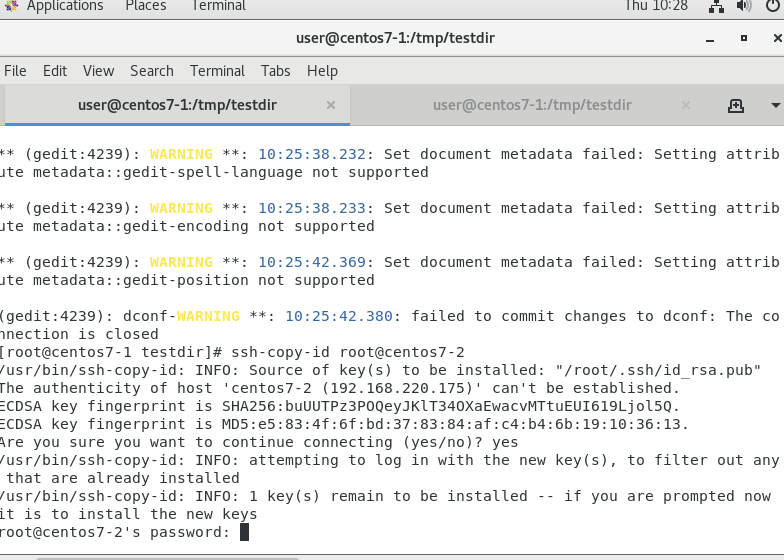 Applications Places Terminal Thu 10:28
user@centos7-1:/tmp/testdir
File Edit View Search Terminal Tabs Help
user@centos7-1:/tmp/testdir × user@centos7-1:/tmp/testdir ×
** (gedit:4239): WARNING **: 10:25:38.232: Set document metadata failed: Setting attrib
ute metadata::gedit-spell-language not supported
** (gedit:4239): WARNING **: 10:25:38.233: Set document metadata failed: Setting attrib
ute metadata::gedit-encoding not supported
** (gedit:4239): WARNING **: 10:25:42.369: Set document metadata failed: Setting attrib
ute metadata::gedit-position not supported
(gedit:4239): dconf-WARNING **: 10:25:42.380: failed to commit changes to dconf: The co
nnection is closed
[root@centos7-1 testdir]# ssh-copy-id root@centos7-2
/usr/bin/ssh-copy-id: INFO: Source of key(s) to be installed: "/root/.ssh/id_rsa.pub"
The authenticity of host 'centos7-2 (192.168.220.175)' can't be established.
ECDSA key fingerprint is SHA256:buUUTPz3POQeyJKlT34OXaEwacvMTtuEUI619Ljol5Q.
ECDSA key fingerprint is MD5:e5:83:4f:6f:bd:37:83:84:af:c4:b4:6b:19:10:36:13.
Are you sure you want to continue connecting (yes/no)? yes
/usr/bin/ssh-copy-id: INFO: attempting to log in with the new key(s), to filter out any
that are already installed
/usr/bin/ssh-copy-id: INFO: 1 key(s) remain to be installed -- if you are prompted now
it is to install the new keys
root@centos7-2's password: